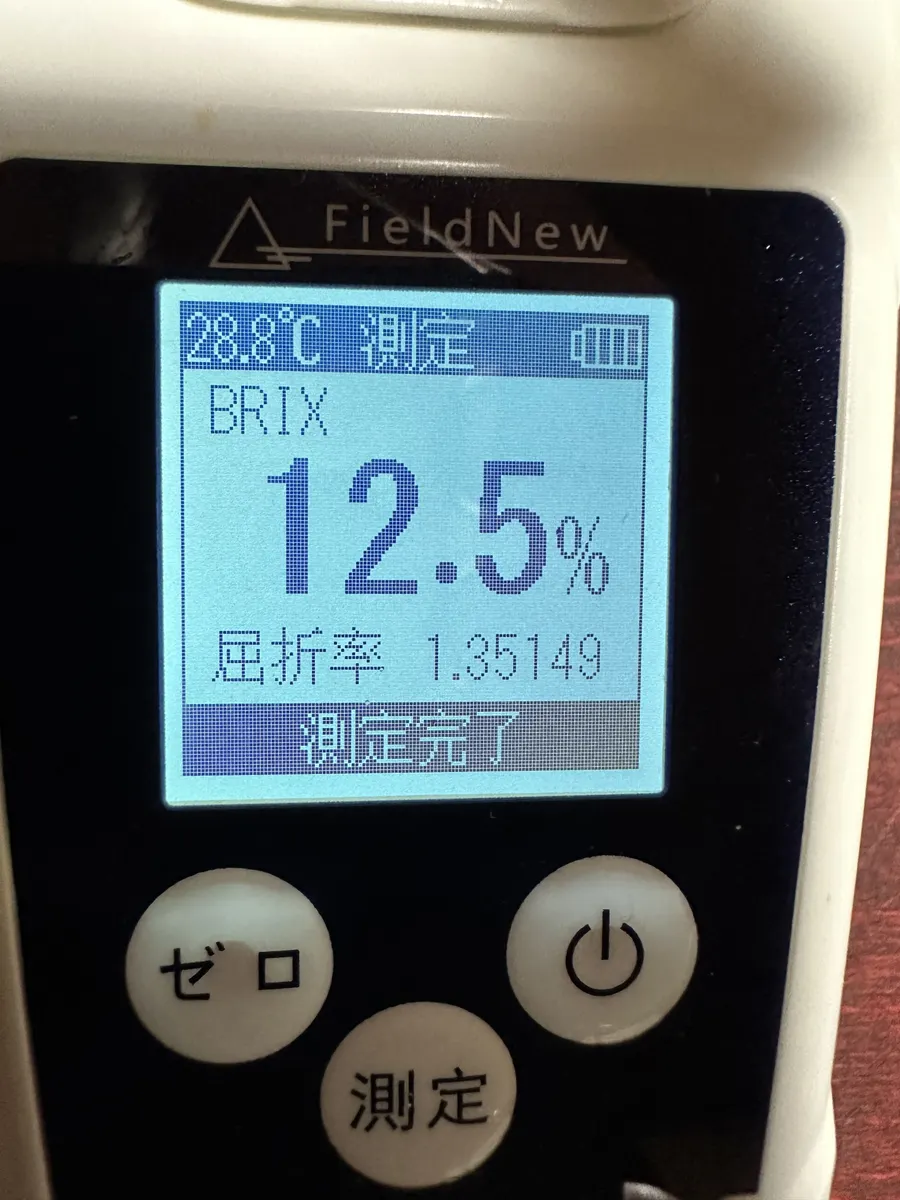 FieldNew
28.8℃ 測定
BRIX
12.5%
屈折率 1.35149
測定完了
ゼロ
測定